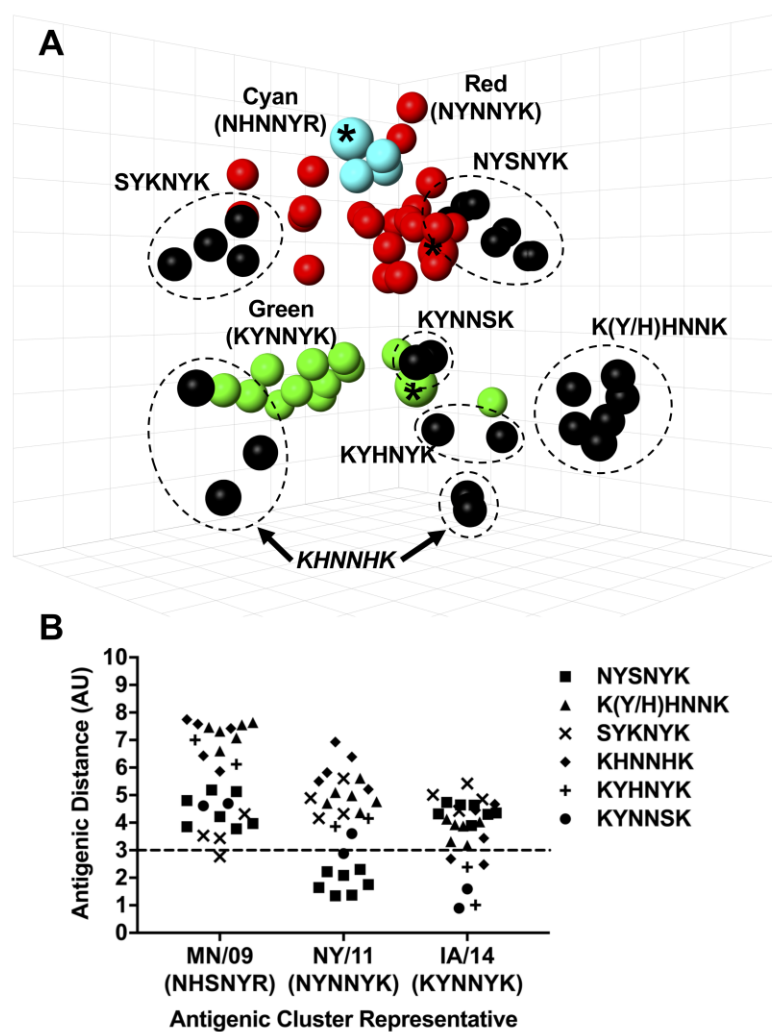 A
Cyan
(NHNNYR)
*
Red
(NYNNYK)
SYKNYK
NYSNYK
*
Green
(KYNNYK)
KYNNSK
K(Y/H)HNNK
*
KYHNYK
KHNNHK
B
Antigenic Distance (AU)
10
9
8
7
6
5
4
3
2
1
0
NYSNYK
K(Y/H)HNNK
SYKNYK
KHNNHK
KYHNYK
KYNNSK
MN/09 NY/11 IA/14
(NHSNYR) (NYNNYK) (KYNNYK)
Antigenic Cluster Representative